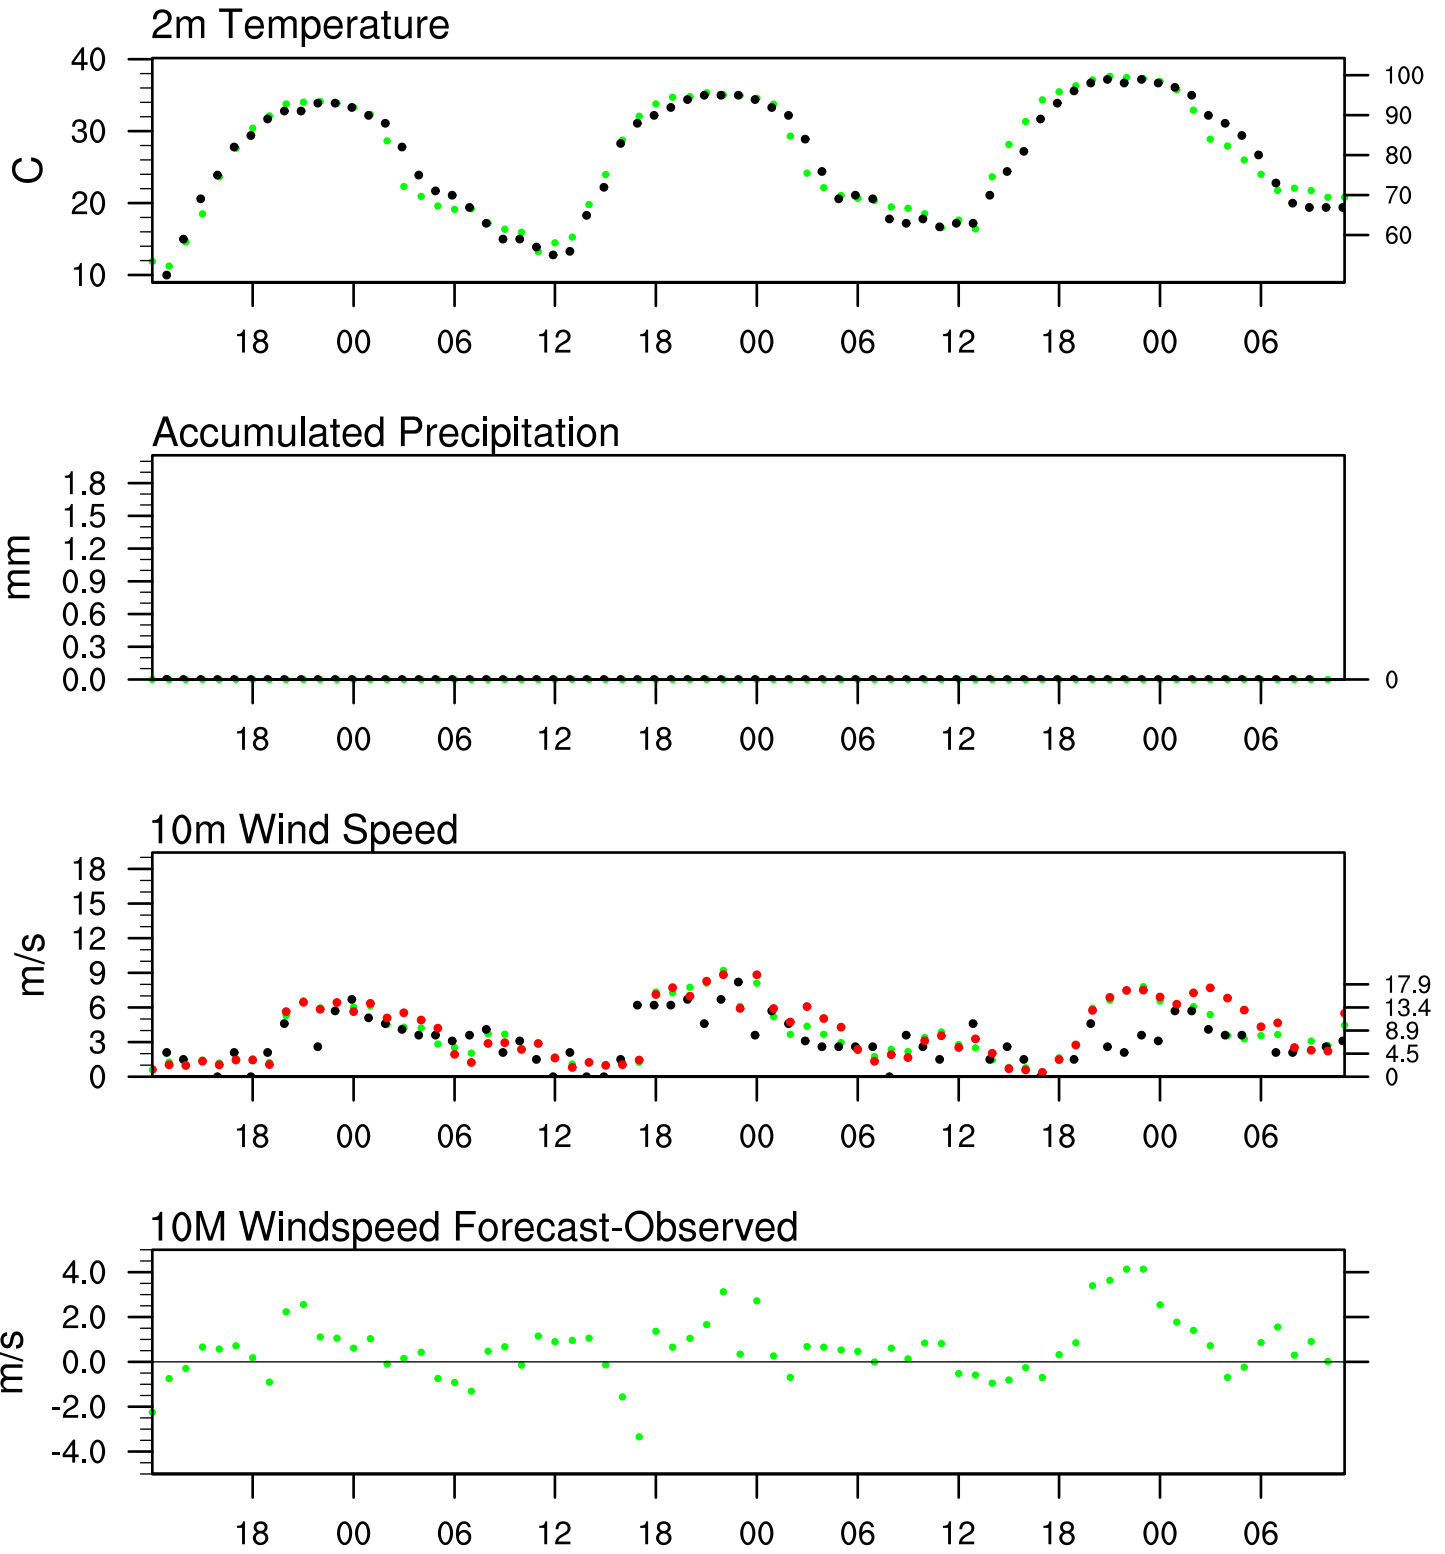 2m Temperature
40
30
20
10
C
100
90
80
70
60
18 00 06 12 18 00 06 12 18 00 06
Accumulated Precipitation
1.8
1.5
1.2
0.9
0.6
0.3
0.0
mm
0
18 00 06 12 18 00 06 12 18 00 06
10m Wind Speed
18
15
12
9
6
3
0
m/s
17.9
13.4
8.9
4.5
0
18 00 06 12 18 00 06 12 18 00 06
10M Windspeed Forecast-Observed
4.0
2.0
0.0
-2.0
-4.0
m/s
18 00 06 12 18 00 06 12 18 00 06